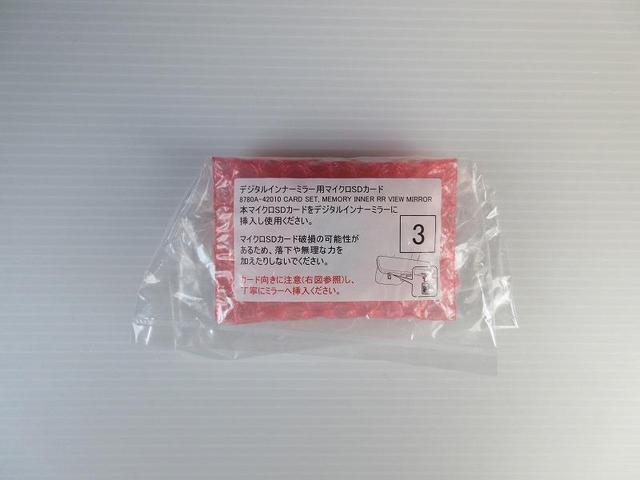 デジタルインナーミラー用マイクロSDカード
8780A-42010 CARD SET, MEMORY INNER RR VIEW MIRROR
本マイクロSDカードをデジタルインナーミラーに
挿入し使用ください。
3
マイクロSDカード破損の可能性が
あるため、落下や無理な力を
加えたりしないでください。
カード向きに注意(右図参照)し、
丁寧にミラーへ挿入ください。